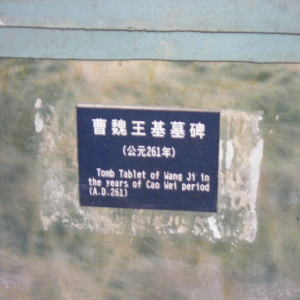 曹魏王基墓碑
(公元261年)
Tomb Tablet of Wang Ji in
the years of Cao Wei period
(A.D.261)